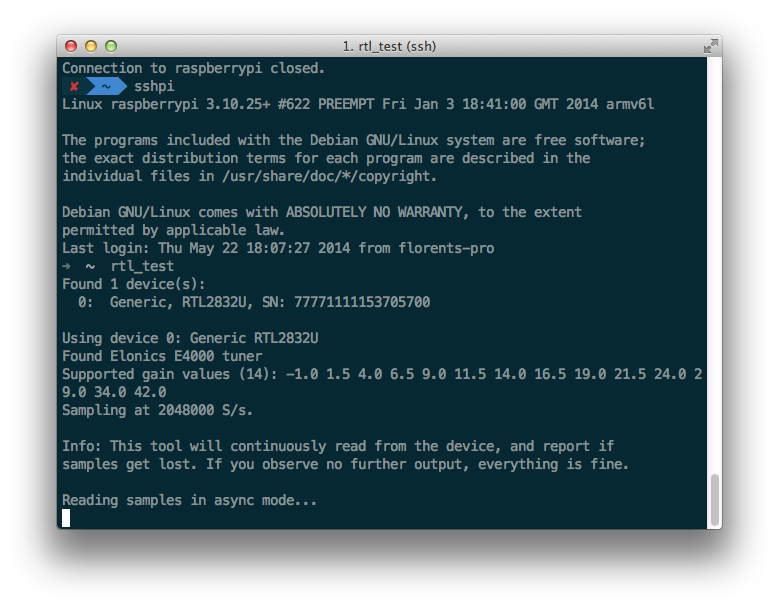 1. rtl_test (ssh)
Connection to raspberrypi closed.
✘ ~ sshpi
Linux raspberrypi 3.10.25+ #622 PREEMPT Fri Jan 3 18:41:00 GMT 2014 armv6l
The programs included with the Debian GNU/Linux system are free software;
the exact distribution terms for each program are described in the
individual files in /usr/share/doc/*/copyright.
Debian GNU/Linux comes with ABSOLUTELY NO WARRANTY, to the extent
permitted by applicable law.
Last login: Thu May 22 18:07:27 2014 from florents-pro
➜ ~ rtl_test
Found 1 device(s):
0: Generic, RTL2832U, SN: 77771111153705700
Using device 0: Generic RTL2832U
Found Elonics E4000 tuner
Supported gain values (14): -1.0 1.5 4.0 6.5 9.0 11.5 14.0 16.5 19.0 21.5 24.0 2
9.0 34.0 42.0
Sampling at 2048000 S/s.
Info: This tool will continuously read from the device, and report if
samples get lost. If you observe no further output, everything is fine.
Reading samples in async mode...